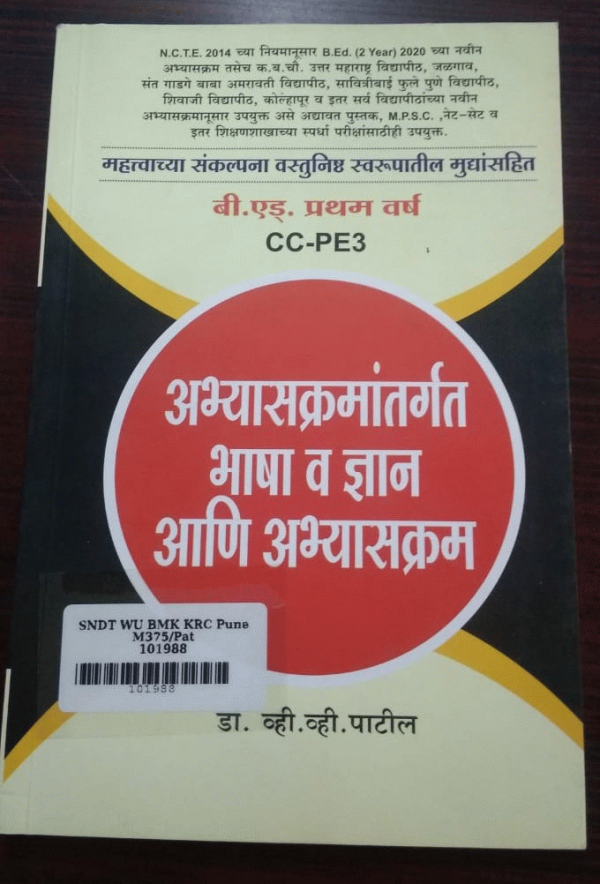 N.C.T.E. 2014 च्या नियमानूसार B.Ed. (2 Year) 2020 च्या नवीन
अभ्यासक्रम तसेच क.ब.चौ. उत्तर महाराष्ट्र विद्यापीठ, जळगाव,
संत गाडगे बाबा अमरावती विद्यापीठ, सावित्रीबाई फुले पुणे विद्यापीठ,
शिवाजी विद्यापीठ, कोल्हापूर व इतर सर्व विद्यापीठांच्या नवीन
अभ्यासक्रमानूसार उपयुक्त असे अद्यावत पुस्तक, M.P.S.C. ,नेट-सेट व
इतर शिक्षणशाखाच्या स्पर्धा परीक्षांसाठीही उपयुक्त.
महत्त्वाच्या संकल्पना वस्तुनिष्ठ स्वरूपातील मुद्यांसहित
बी.एड्. प्रथम वर्ष
CC-PE3
अभ्यासक्रमांतर्गत
भाषा व ज्ञान
आणि अभ्यासक्रम
SNDT WU BMK KRC Pune
M375/Pat
101988
101988
डा. व्ही.व्ही.पाटील